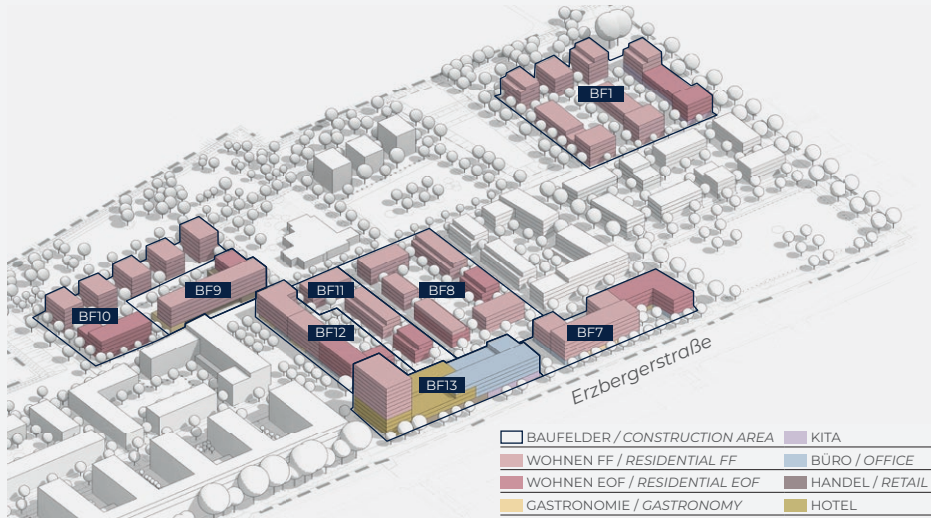 BF1
BF9
BF11
BF8
BF10
BF12
BF7
BF13
Erzbergerstraße
BAUFELDER / CONSTRUCTION AREA
KITA
WOHNEN FF / RESIDENTIAL FF
BÜRO / OFFICE
WOHNEN EOF / RESIDENTIAL EOF
HANDEL / RETAIL
GASTRONOMIE / GASTRONOMY
HOTEL